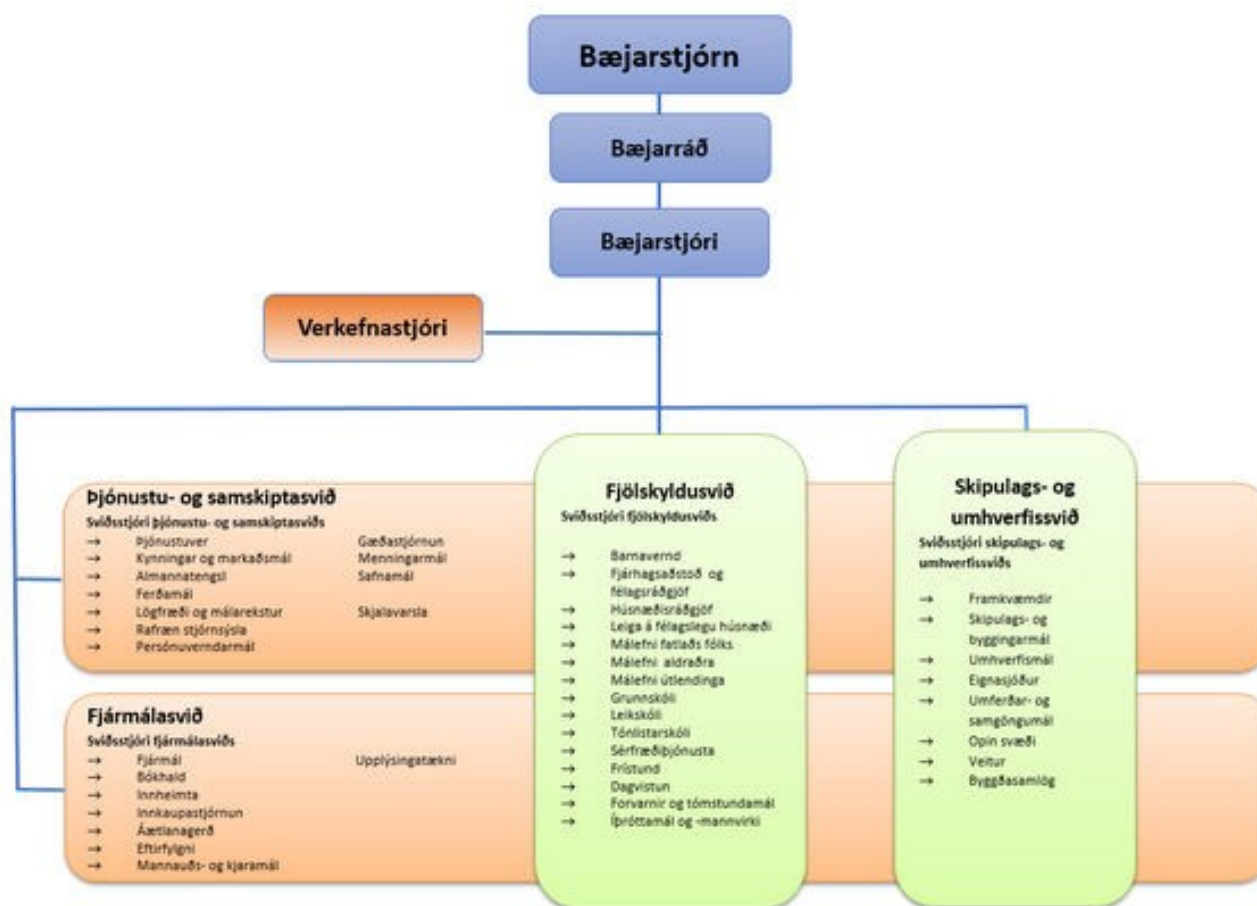 Bæjarstjórn
Bæjarráð
Bæjarstjóri
Verkefnastjóri
Þjónustu- og samskiptasvið
Sviðsstjóri þjónustu- og samskiptasviðs
→ Þjónustuver
→ Kynningar og markaðsmál
→ Almannatengsl
→ Ferðamál
→ Lögfræði og málarekstur
→ Rafræn stjórnsýsla
→ Persónuverndarmál
Gæðastjórnun
Menningarmál
Safnamál
Skjalavarsla
Fjármálasvið
Sviðsstjóri fjármálasviðs
→ Fjármál
→ Bókhald
→ Innheimta
→ Innkaupastjórnun
→ Áætlanagerð
→ Eftirfylgni
→ Mannauðs- og kjaramál
Upplýsingatækni
Fjölskyldusvið
Sviðsstjóri fjölskyldusviðs
→ Barnavernd
→ Fjárhagsaðstoð og
félagsráðgjöf
→ Húsnæðisráðgjöf
→ Leiga á félagslegu húsnæði
→ Málefni fatlaðs fólks
→ Málefni aldraðra
→ Málefni útlendinga
→ Grunnskóli
→ Leikskóli
→ Tónlistarskóli
→ Sérfræðiþjónusta
→ Frístund
→ Dagvistun
→ Forvarnir og tómstundamál
→ Íþróttamál og -mannvirki
Skipulags- og
umhverfissvið
Sviðsstjóri skipulags- og
umhverfissviðs
→ Framkvæmdir
→ Skipulags- og
byggingarmál
→ Umhverfismál
→ Eignasjóður
→ Umferðar- og
samgöngumál
→ Opin svæði
→ Veitur
→ Byggðasamlög